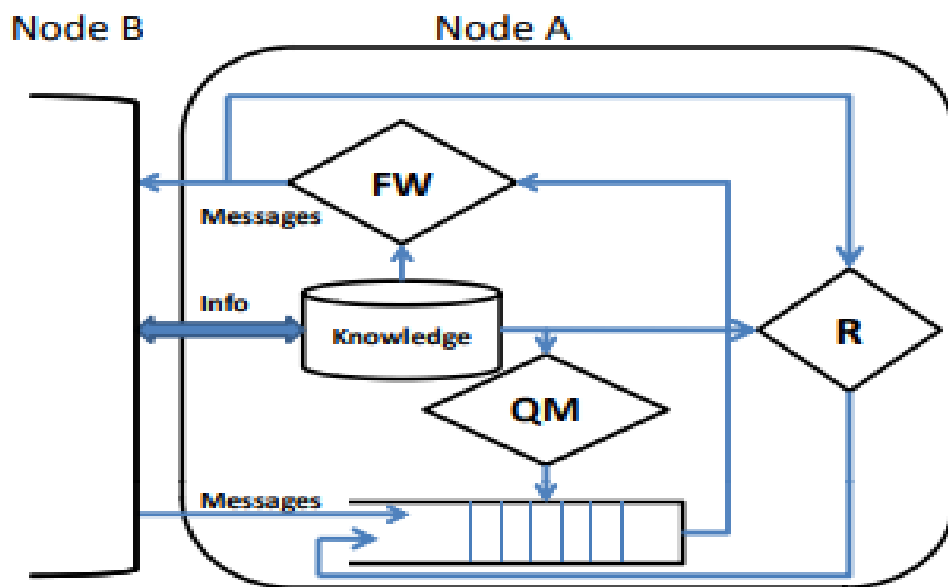 Node B
Node A
FW
Messages
Info
Knowledge
R
QM
Messages